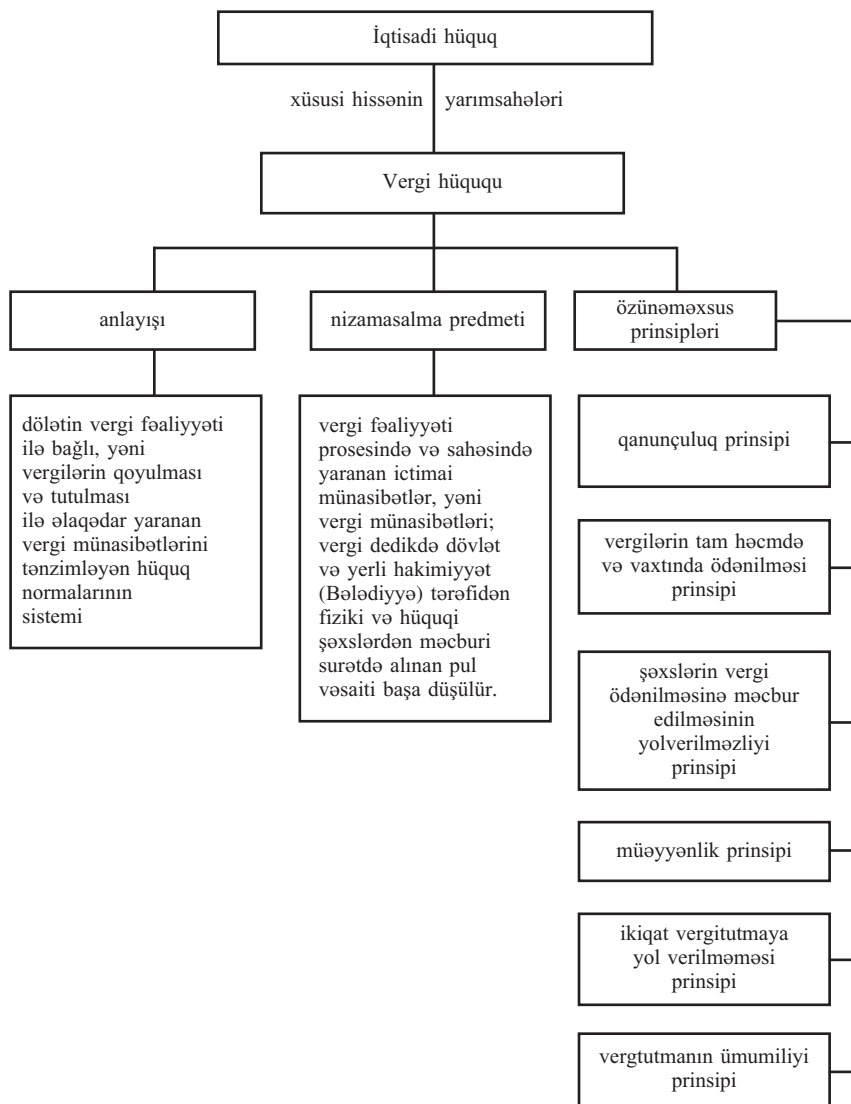 İqtisadi hüquq
xüsusi hissənin yarımsahələri
Vergi hüququ
anlayışı
nizamasalma predmeti
özünəməxsus
prinsipləri
dölətin vergi fəaliyyəti
ilə bağlı, yəni
vergilərin qoyulması
və tutulması
ilə əlaqədar yaranan
vergi münasibətlərini
tənzimləyən hüquq
normalarının
sistemi
vergi fəaliyyəti
prosesində və sahəsində
yaranan ictimai
münasibətlər, yəni
vergi münasibətləri;
vergi dedikdə dövlət
və yerli hakimiyyət
(Bələdiyyə) tərəfidən
fiziki və hüquqi
şəxslərdən məcburi
surətdə alınan pul
vəsaiti başa düşülür.
qanunçuluq prinsipi
vergilərin tam həcmdə
və vaxtında ödənilməsi
prinsipi
şəxslərin vergi
ödənilməsinə məcbur
edilməsinin
yolverilməzliyi
prinsipi
müəyyənlik prinsipi
ikiqat vergitutmaya
yol verilməməsi
prinsipi
vergtutmanın ümumiliyi
prinsipi